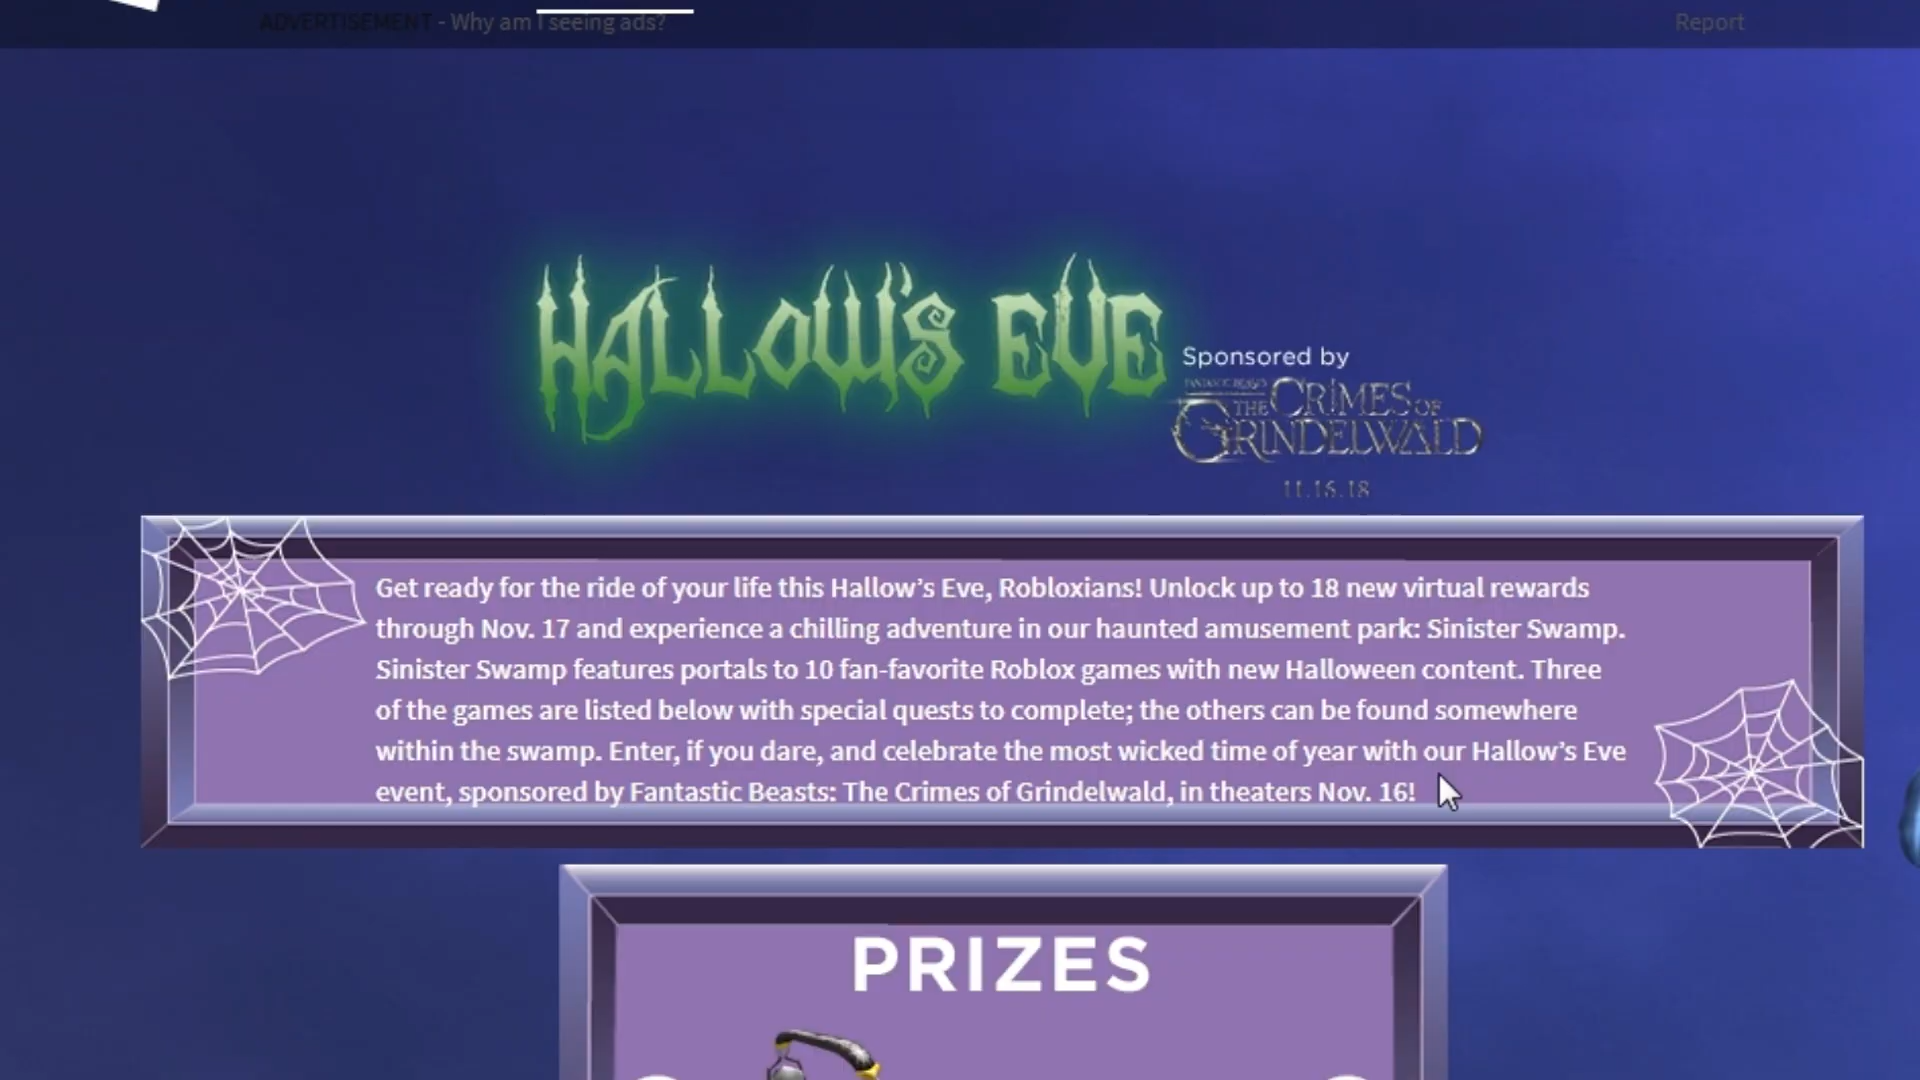 ADVERTISEMENT - Why am I seeing ads?
Report
HALLOW'S EVE
Sponsored by
FANTASTIC BEASTS
THE CRIMES OF
GRINDELWALD
11.16.18
Get ready for the ride of your life this Hallow’s Eve, Robloxians! Unlock up to 18 new virtual rewards
through Nov. 17 and experience a chilling adventure in our haunted amusement park: Sinister Swamp.
Sinister Swamp features portals to 10 fan-favorite Roblox games with new Halloween content. Three
of the games are listed below with special quests to complete; the others can be found somewhere
within the swamp. Enter, if you dare, and celebrate the most wicked time of year with our Hallow’s Eve
event, sponsored by Fantastic Beasts: The Crimes of Grindelwald, in theaters Nov. 16!
PRIZES